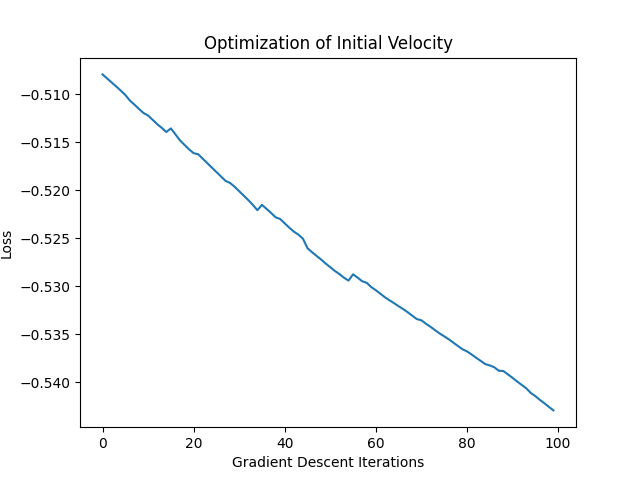 Optimization of Initial Velocity
−0.510
−0.515
−0.520
−0.525
−0.530
−0.535
−0.540
Loss
0 20 40 60 80 100
Gradient Descent Iterations